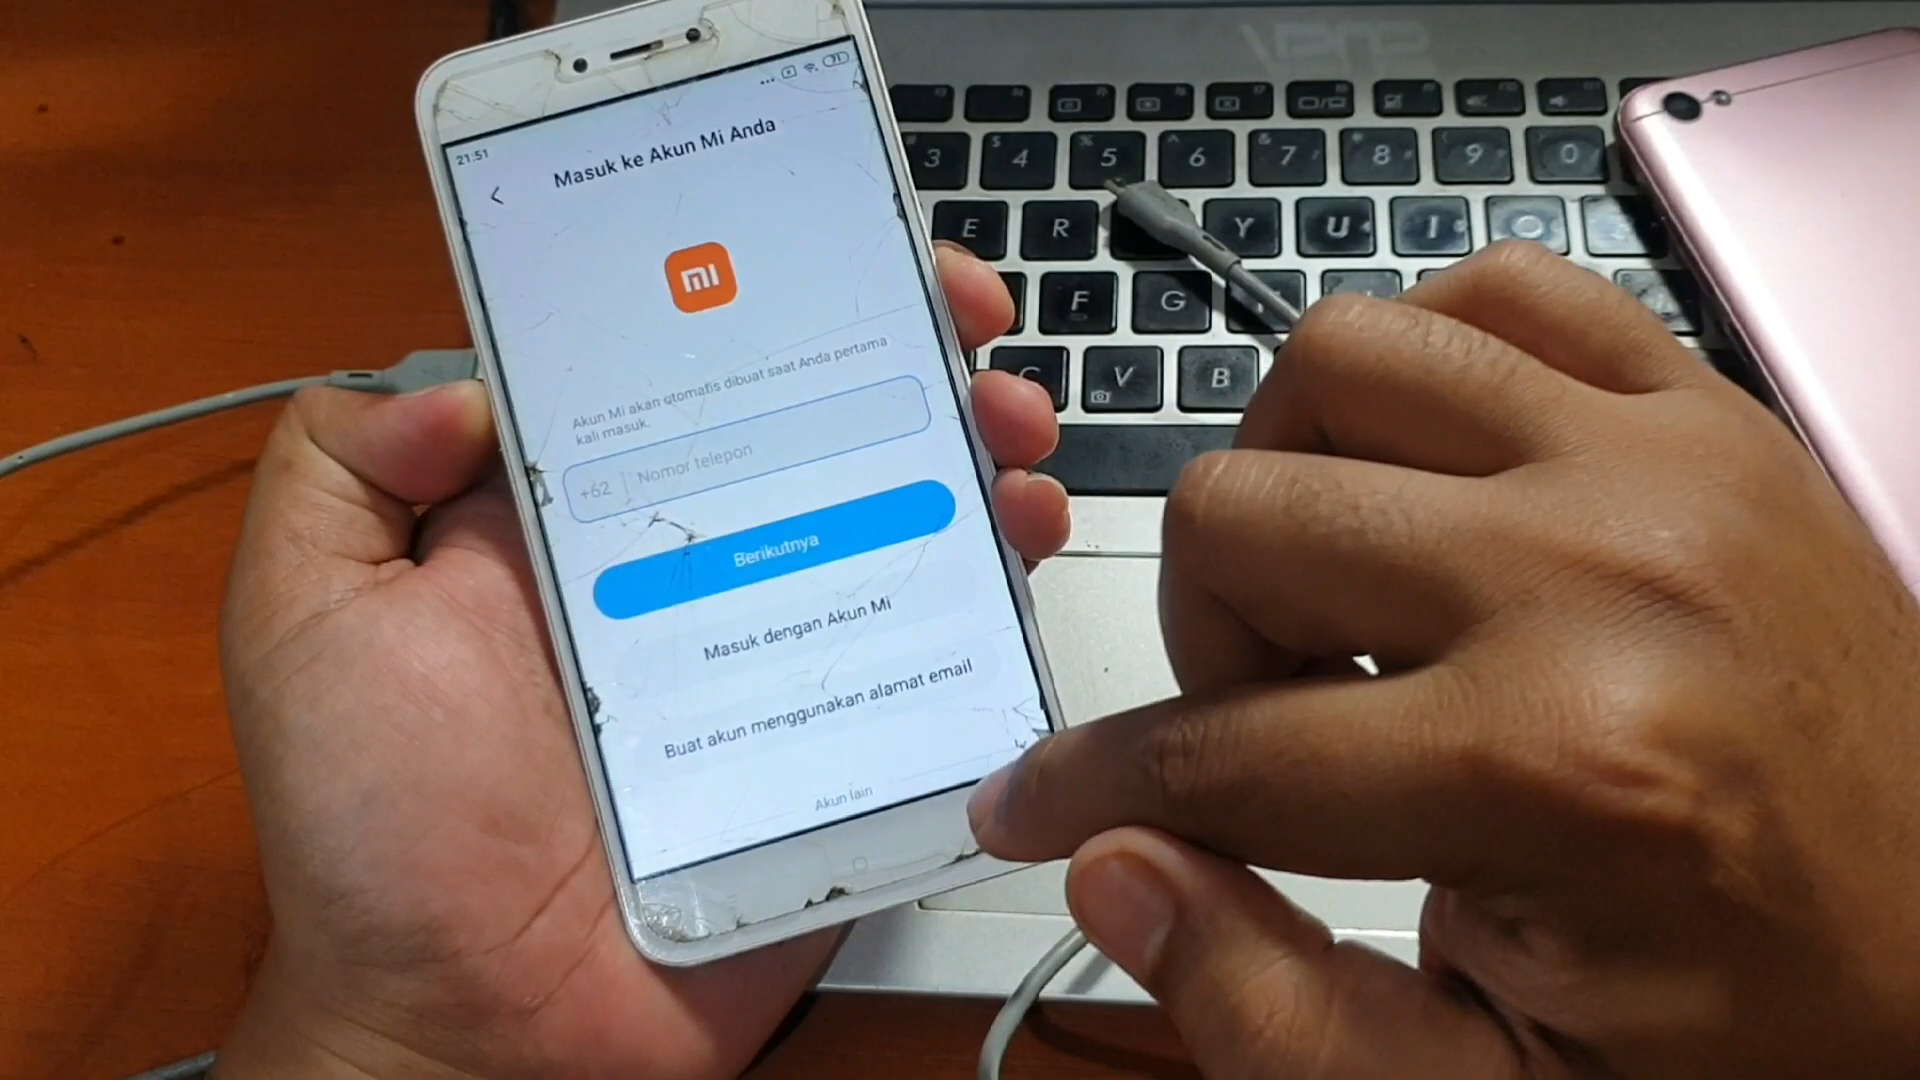 21:51
71
Masuk ke Akun Mi Anda
mi
Akun Mi akan otomatis dibuat saat Anda pertama
kali masuk.
+62 Nomor telepon
Berikutnya
Masuk dengan Akun Mi
Buat akun menggunakan alamat email
Akun lain
# 3 $ 4 % 5 ^ 6 & 7 * 8 ( 9 ) 0
E R Y U I O
F G
C V B